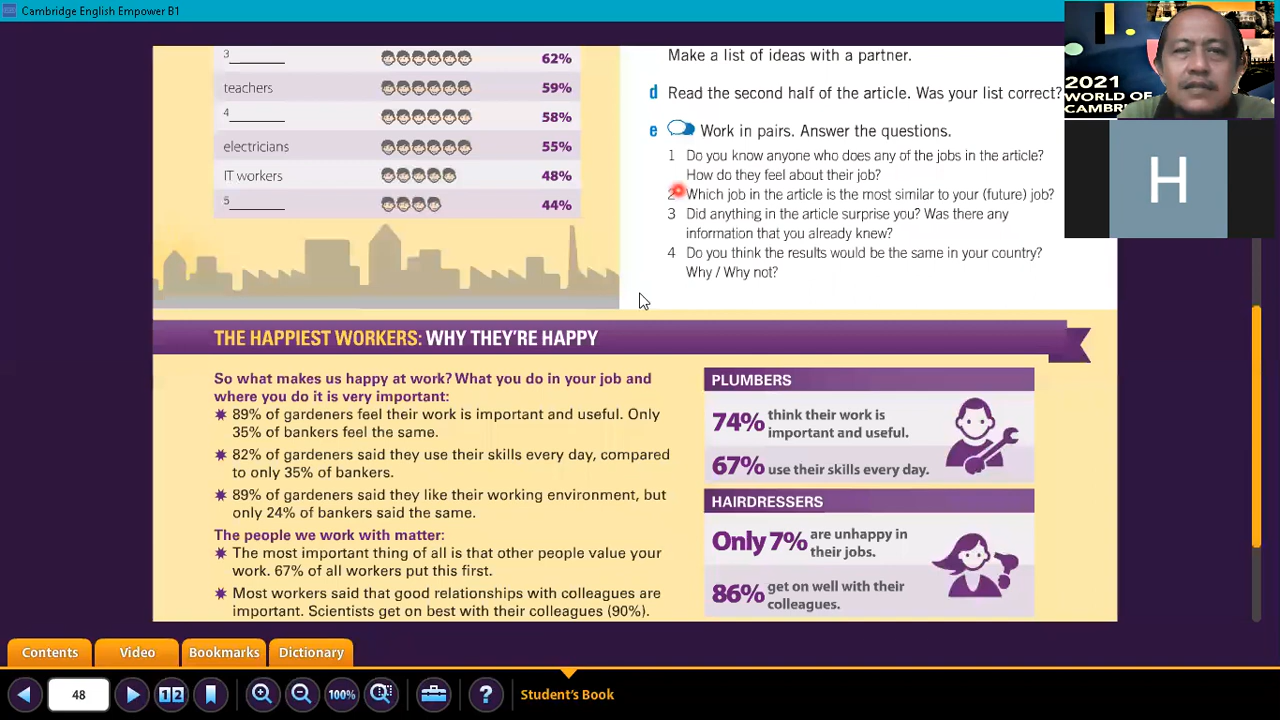 Cambridge English Empower B1
3
62%
teachers
59%
4
58%
electricians
55%
IT workers
48%
5
44%
Make a list of ideas with a partner.
d Read the second half of the article. Was your list correct?
e Work in pairs. Answer the questions.
1 Do you know anyone who does any of the jobs in the article?
How do they feel about their job?
2 Which job in the article is the most similar to your (future) job?
3 Did anything in the article surprise you? Was there any
information that you already knew?
4 Do you think the results would be the same in your country?
Why / Why not?
2021
WORLD OF
CAMB
H
THE HAPPIEST WORKERS: WHY THEY'RE HAPPY
So what makes us happy at work? What you do in your job and
where you do it is very important:
✷ 89% of gardeners feel their work is important and useful. Only
35% of bankers feel the same.
✷ 82% of gardeners said they use their skills every day, compared
to only 35% of bankers.
✷ 89% of gardeners said they like their working environment, but
only 24% of bankers said the same.
The people we work with matter:
✷ The most important thing of all is that other people value your
work. 67% of all workers put this first.
✷ Most workers said that good relationships with colleagues are
important. Scientists get on best with their colleagues (90%).
PLUMBERS
74% think their work is
important and useful.
67% use their skills every day.
HAIRDRESSERS
Only 7% are unhappy in
their jobs.
86% get on well with their
colleagues.
Contents
Video
Bookmarks
Dictionary
48
12
100%
?
Student's Book